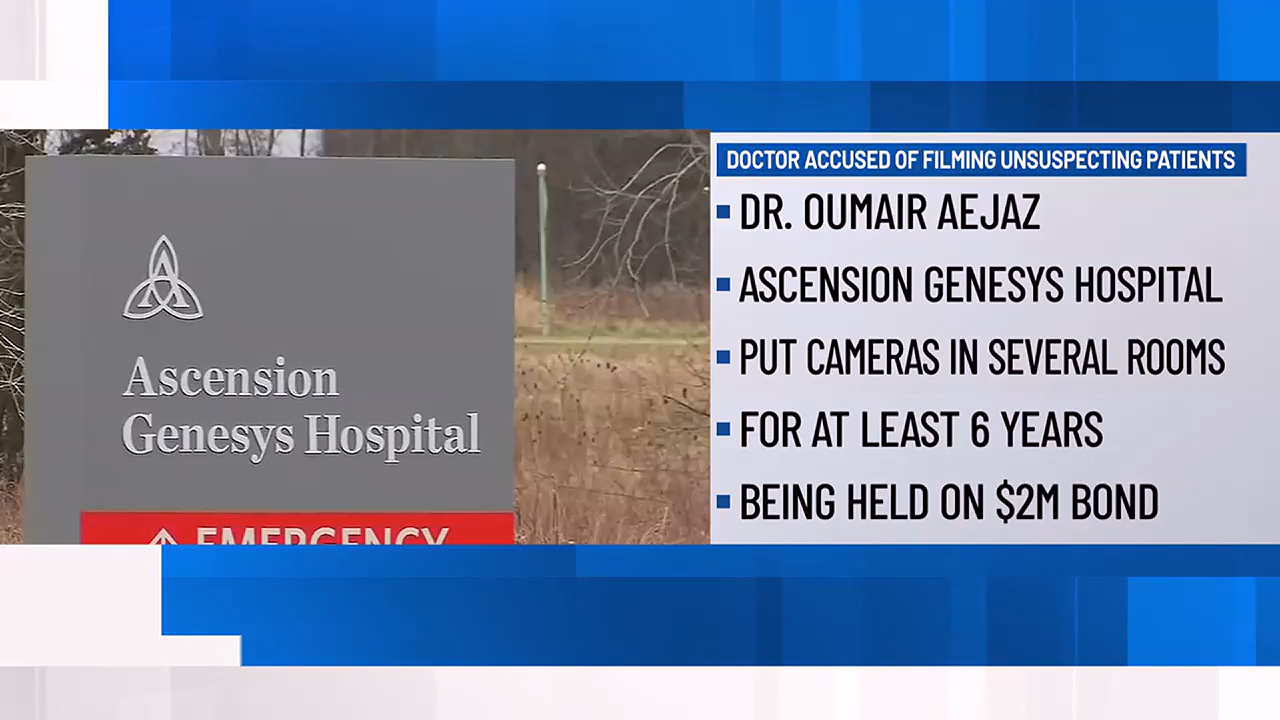 Ascension
Genesys Hospital
EMERGENCY
DOCTOR ACCUSED OF FILMING UNSUSPECTING PATIENTS
DR. OUMAIR AEJAZ
ASCENSION GENESYS HOSPITAL
PUT CAMERAS IN SEVERAL ROOMS
FOR AT LEAST 6 YEARS
BEING HELD ON $2M BOND